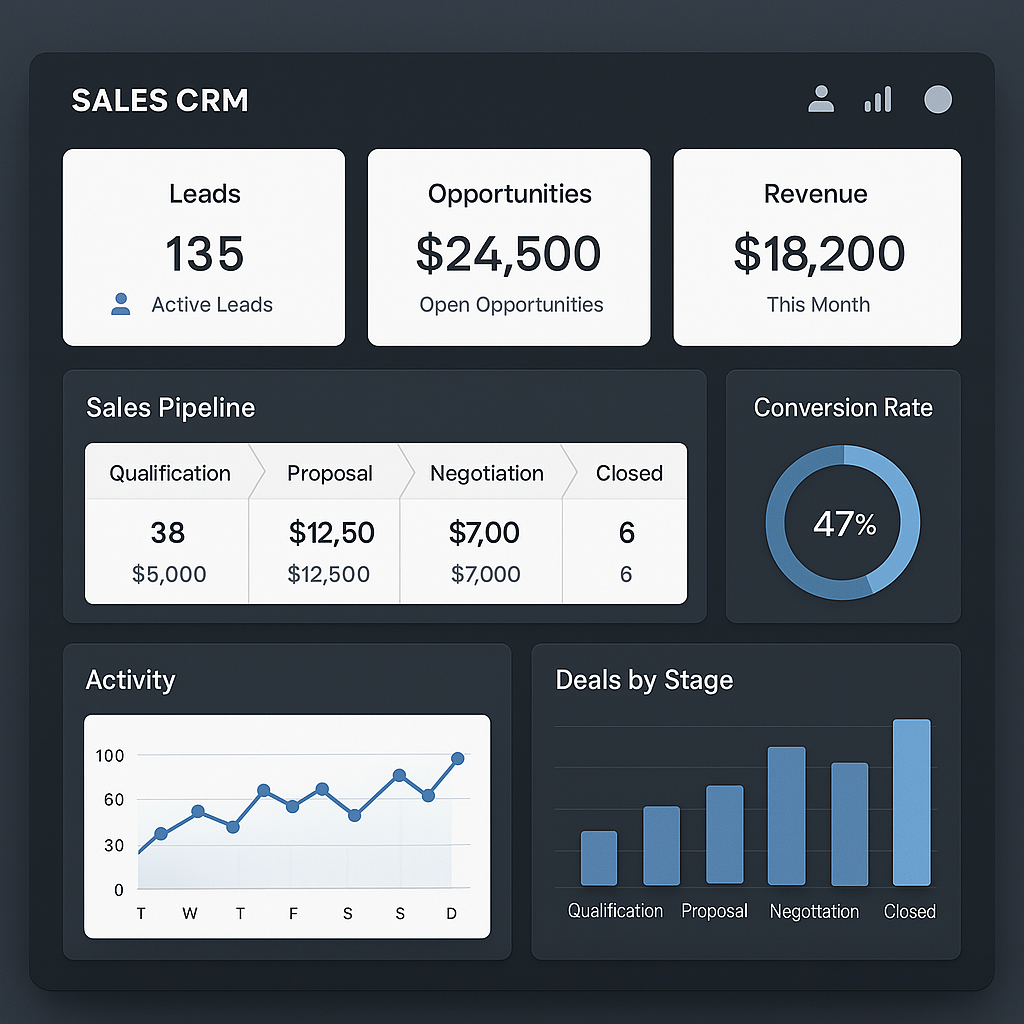 SALES CRM
Leads
135
Active Leads
Opportunities
$24,500
Open Opportunities
Revenue
$18,200
This Month
Sales Pipeline
Qualification Proposal Negotiation Closed
38 $12,50 $7,00 6
$5,000 $12,500 $7,000 6
Conversion Rate
47%
Activity
100
60
30
0
T W T F S S D
Deals by Stage
Qualification Proposal Negottation Closed